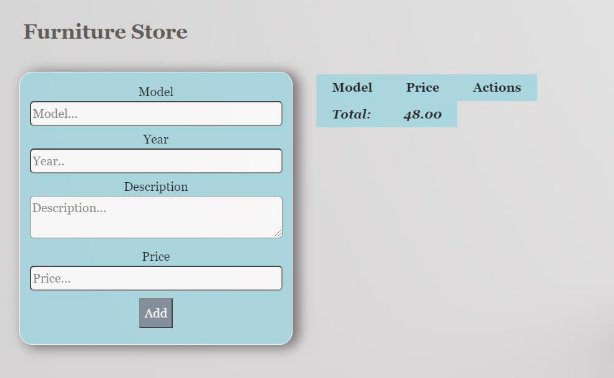 Furniture Store
Model
Model...
Year
Year..
Description
Description...
Price
Price...
Add
Model Price Actions
Total: 48.00